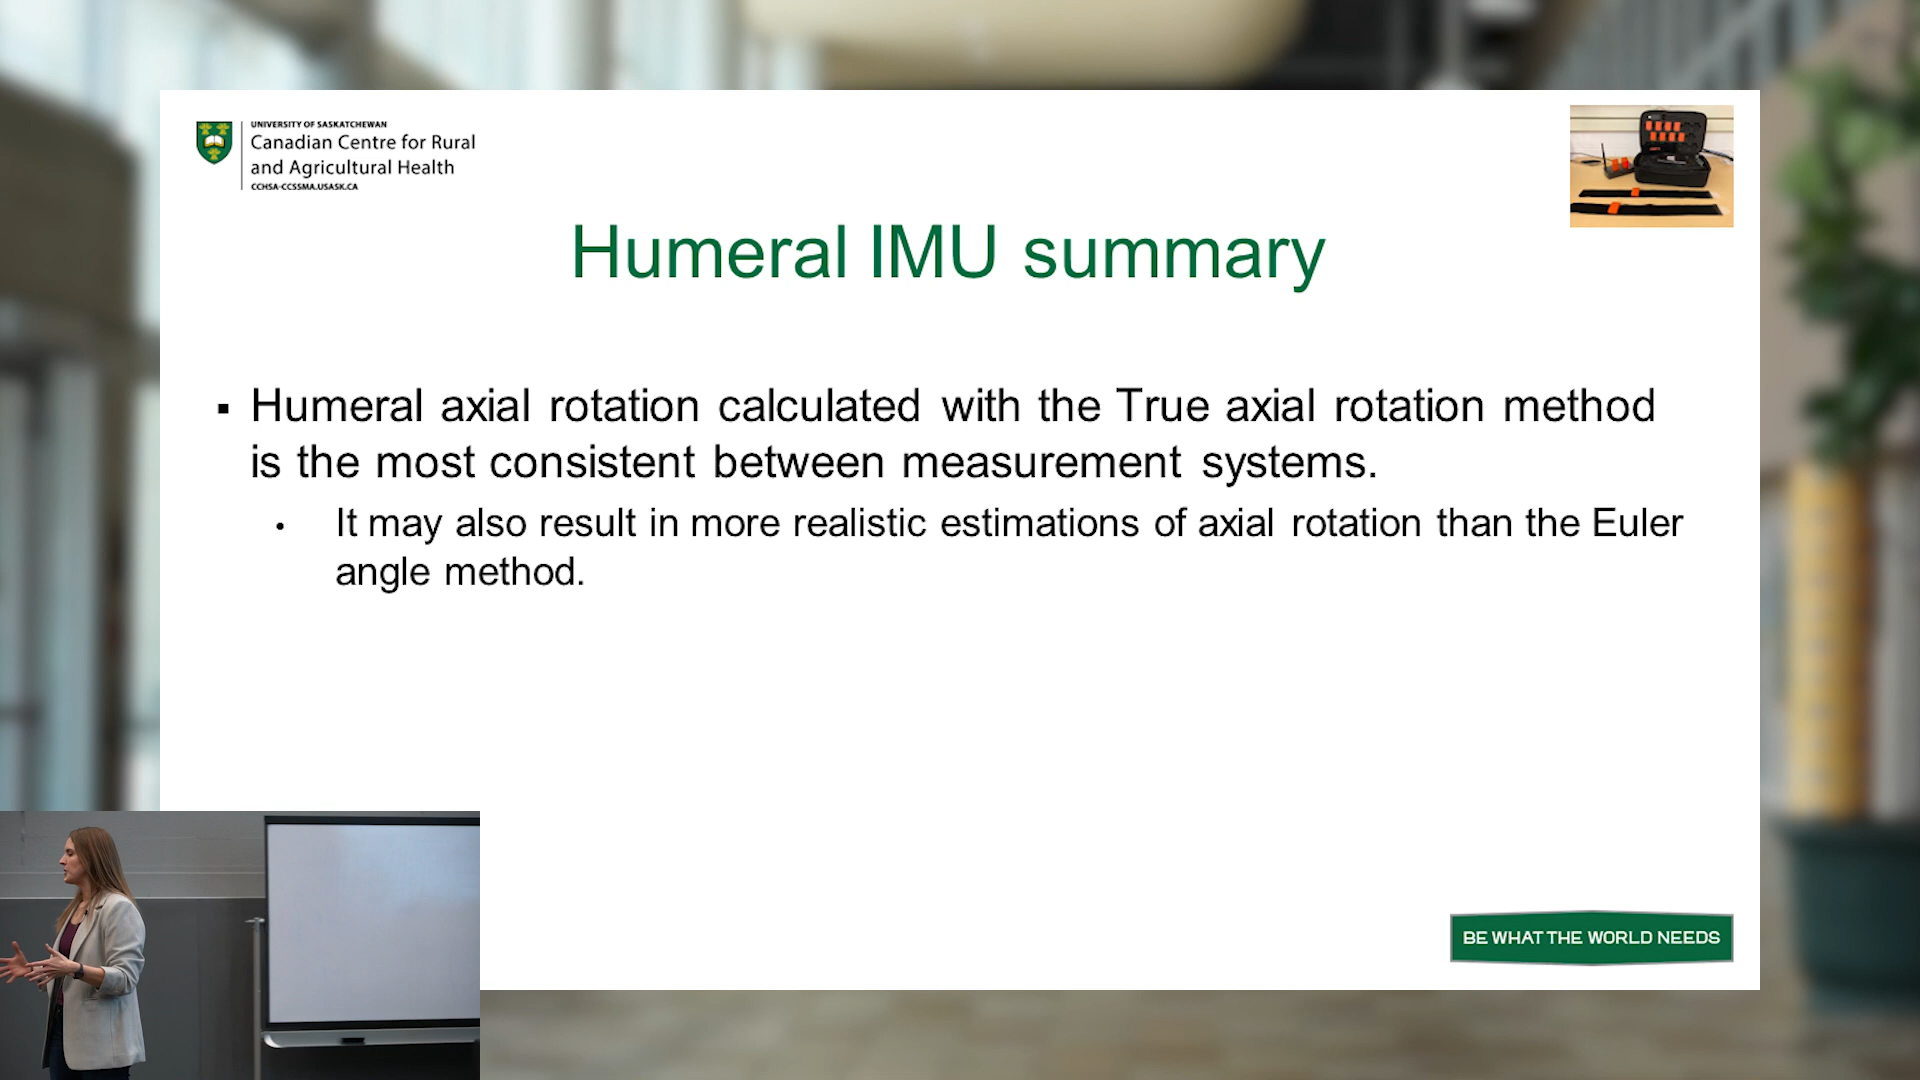 UNIVERSITY OF SASKATCHEWAN
Canadian Centre for Rural
and Agricultural Health
CCHSA-CCSSMA.USASK.CA
Humeral IMU summary
▪ Humeral axial rotation calculated with the True axial rotation method
is the most consistent between measurement systems.
• It may also result in more realistic estimations of axial rotation than the Euler
angle method.
BE WHAT THE WORLD NEEDS